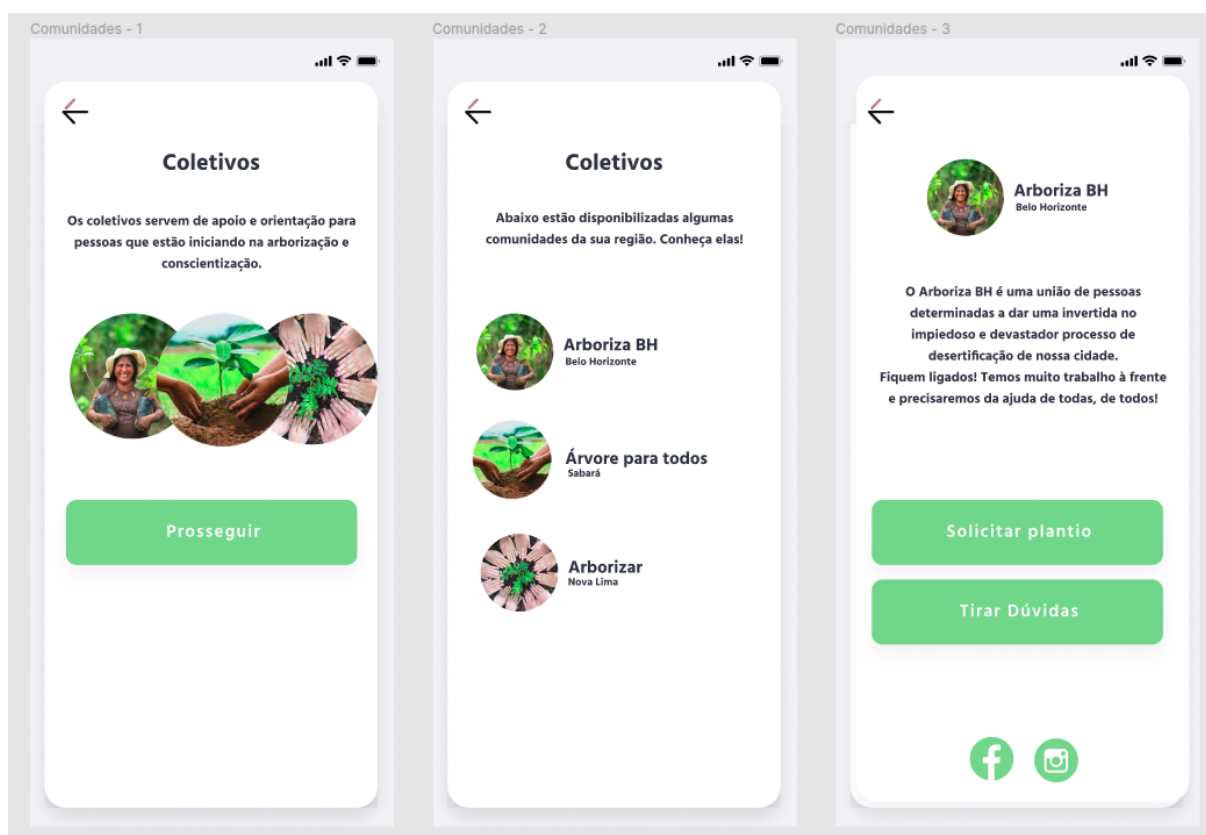 Comunidades - 1
Coletivos
Os coletivos servem de apoio e orientação para
pessoas que estão iniciando na arborização e
conscientização.
Prosseguir
Comunidades - 2
Coletivos
Abaixo estão disponibilizadas algumas
comunidades da sua região. Conheça elas!
Arboriza BH
Belo Horizonte
Árvore para todos
Sabará
Arborizar
Nova Lima
Comunidades - 3
Arboriza BH
Belo Horizonte
O Arboriza BH é uma união de pessoas
determinadas a dar uma invertida no
impiedoso e devastador processo de
desertificação de nossa cidade.
Fiquem ligados! Temos muito trabalho à frente
e precisaremos da ajuda de todas, de todos!
Solicitar plantio
Tirar Dúvidas